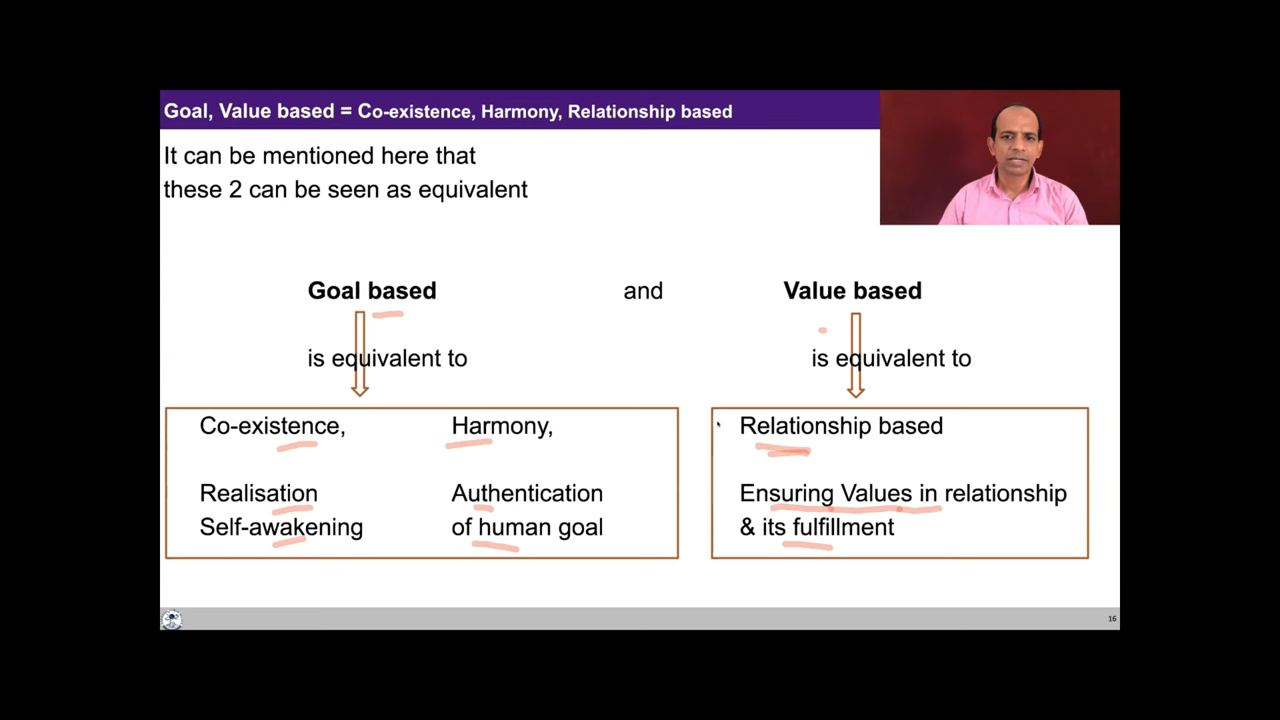 Goal, Value based = Co-existence, Harmony, Relationship based
It can be mentioned here that
these 2 can be seen as equivalent
Goal based and Value based
is equivalent to is equivalent to
Co-existence, Harmony,
Realisation Authentication
Self-awakening of human goal
Relationship based
Ensuring Values in relationship
& its fulfillment
16